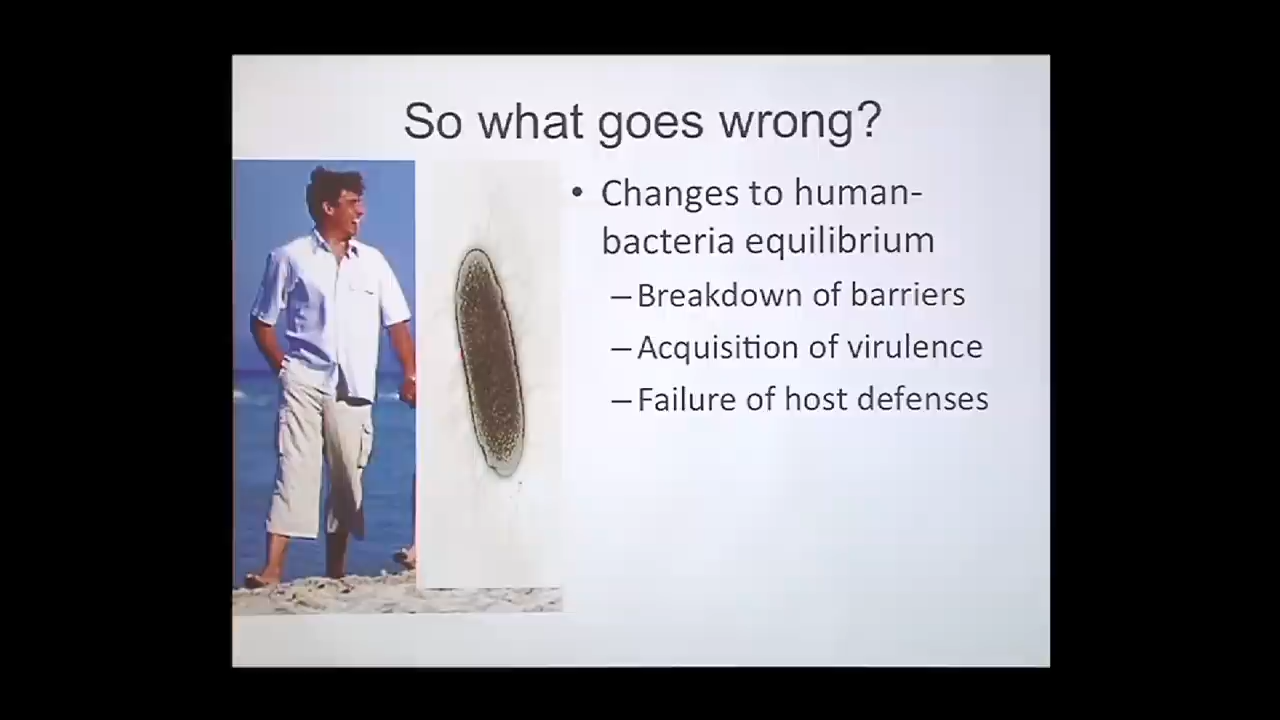 So what goes wrong?
• Changes to human-
bacteria equilibrium
–Breakdown of barriers
–Acquisition of virulence
–Failure of host defenses